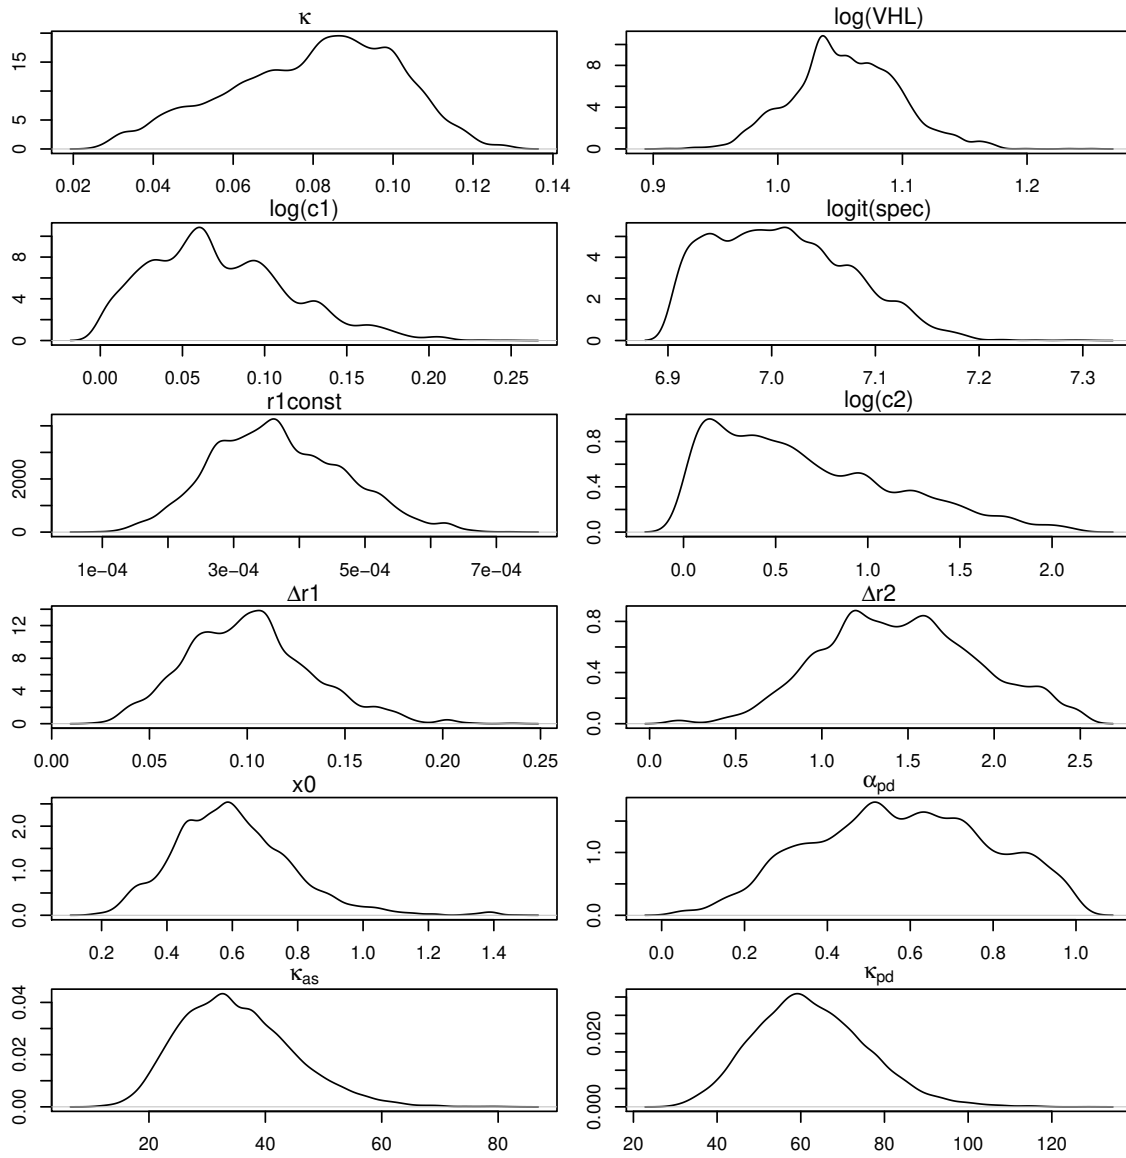 κ
0 5 15
0.02 0.04 0.06 0.08 0.10 0.12 0.14
log(VHL)
0 4 8
0.9 1.0 1.1 1.2
log(c1)
0 4 8
0.00 0.05 0.10 0.15 0.20 0.25
logit(spec)
0 2 4
6.9 7.0 7.1 7.2 7.3
r1const
0 2000
1e−04 3e−04 5e−04 7e−04
log(c2)
0.0 0.4 0.8
0.0 0.5 1.0 1.5 2.0
Δr1
0 4 8 12
0.00 0.05 0.10 0.15 0.20 0.25
Δr2
0.0 0.4 0.8
0.0 0.5 1.0 1.5 2.0 2.5
x0
0.0 1.0 2.0
0.2 0.4 0.6 0.8 1.0 1.2 1.4
αpd
0.0 1.0
0.0 0.2 0.4 0.6 0.8 1.0
κas
0.00 0.02 0.04
20 40 60 80
κpd
0.000 0.020
20 40 60 80 100 120